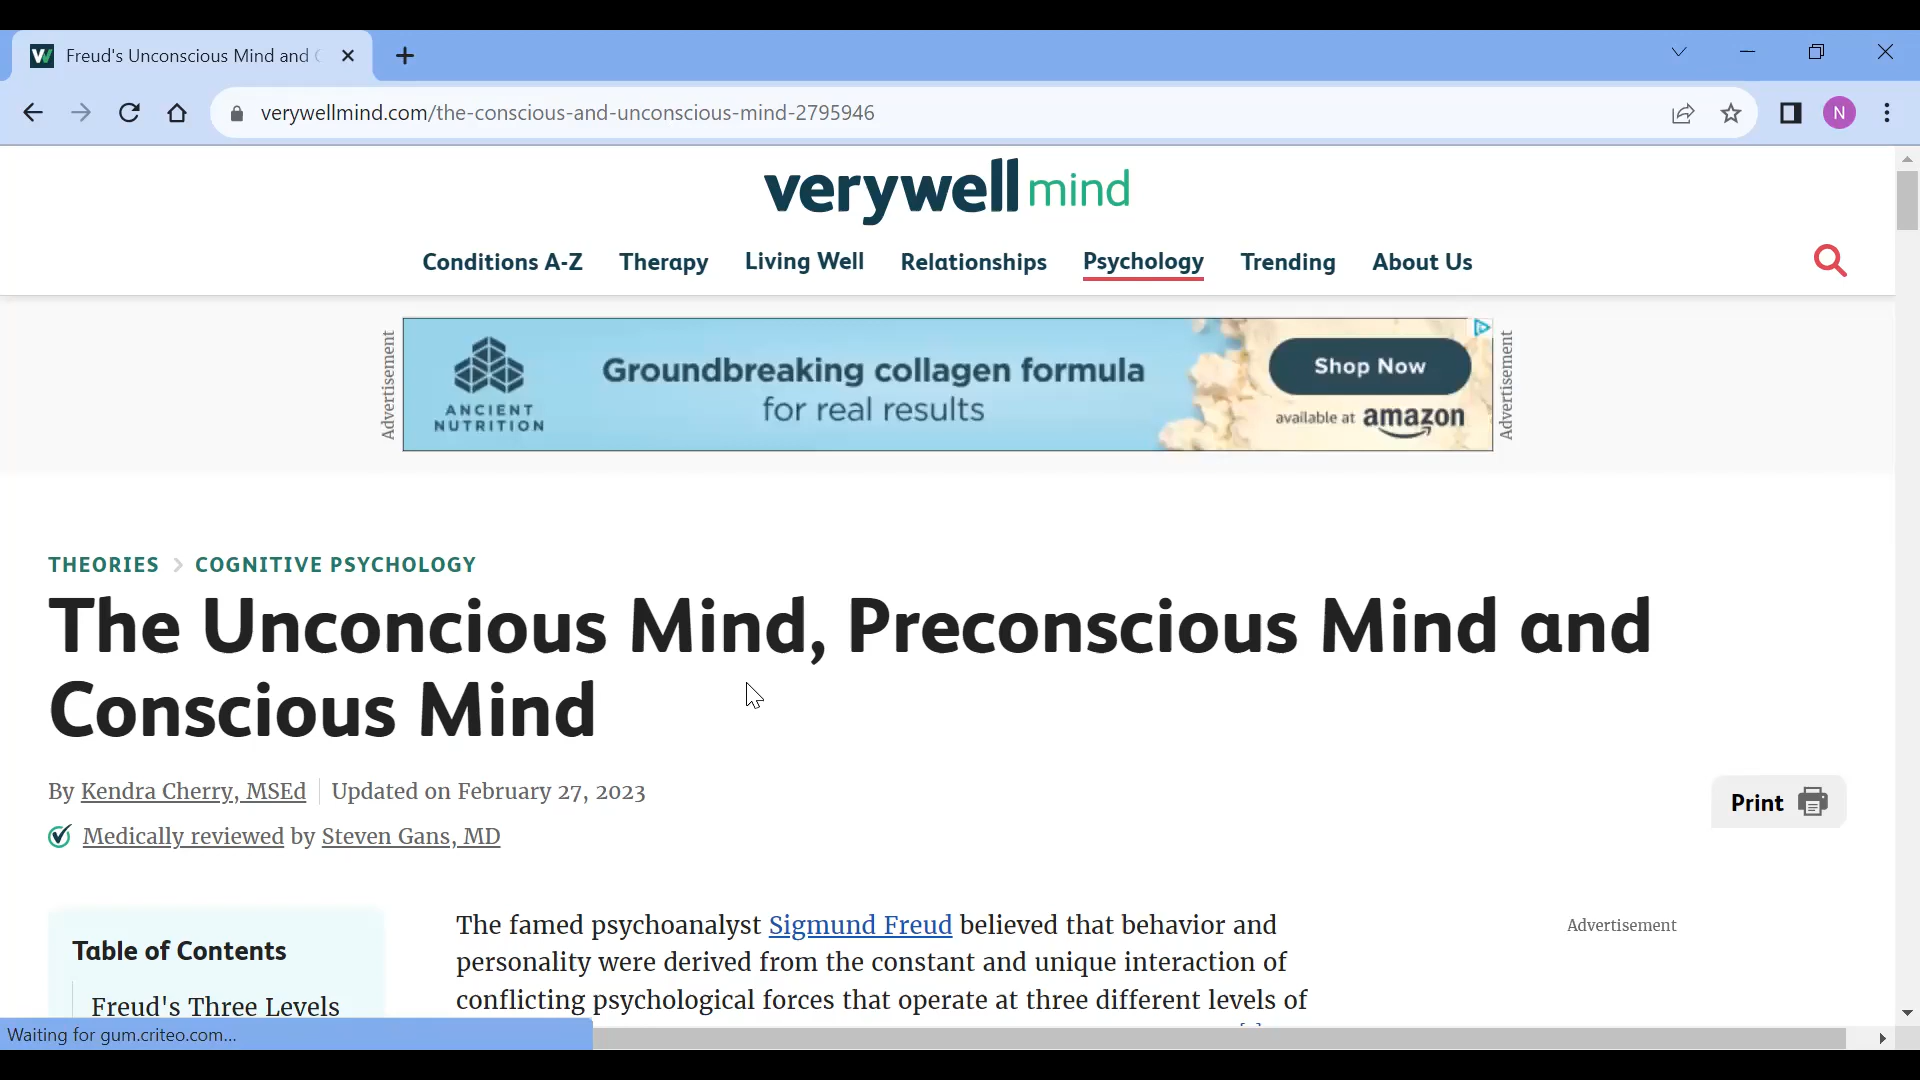 Freud's Unconscious Mind and
verywellmind.com/the-conscious-and-unconscious-mind-2795946
N
verywell mind
Conditions A-Z Therapy Living Well Relationships Psychology Trending About Us
Advertisement
ANCIENT
NUTRITION
Groundbreaking collagen formula
for real results
Shop Now
available at amazon
Advertisement
THEORIES > COGNITIVE PSYCHOLOGY
The Unconcious Mind, Preconscious Mind and
Conscious Mind
By Kendra Cherry, MSEd Updated on February 27, 2023
Medically reviewed by Steven Gans, MD
Print
Table of Contents
Freud's Three Levels
The famed psychoanalyst Sigmund Freud believed that behavior and
personality were derived from the constant and unique interaction of
conflicting psychological forces that operate at three different levels of
Advertisement
Waiting for gum.criteo.com...